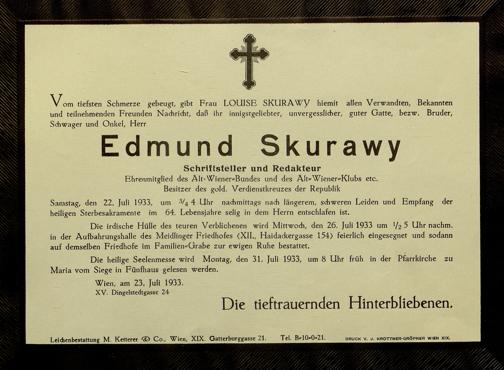 Vom tiefsten Schmerze gebeugt, gibt Frau LOUISE SKURAWY hiemit allen Verwandten, Bekannten
und teilnehmenden Freunden Nachricht, daß ihr innigstgeliebter, unvergesslicher, guter Gatte, bezw. Bruder,
Schwager und Onkel, Herr
Edmund Skurawy
Schriftsteller und Redakteur
Ehrenmitglied des Alt-Wiener-Bundes und des Alt-Wiener-Klubs etc.
Besitzer des gold. Verdienstkreuzes der Republik
Samstag, den 22. Juli 1933, um ¾ 4 Uhr nachmittags nach längerem, schweren Leiden und Empfang der
heiligen Sterbesakramente im 64. Lebensjahre selig in dem Herrn entschlafen ist.
Die irdische Hülle des teuren Verblichenen wird Mittwoch, den 26. Juli 1933 um ½ 5 Uhr nachm.
in der Aufbahrungshalle des Meidlinger Friedhofes (XII., Haidackergasse 154) feierlich eingesegnet und sodann
auf demselben Friedhofe im Familien-Grabe zur ewigen Ruhe bestattet.
Die heilige Seelenmesse wird Montag, den 31. Juli 1933, um 8 Uhr früh in der Pfarrkirche zu
Maria vom Siege in Fünfhaus gelesen werden.
Wien, am 23. Juli 1933.
XV. Dingelstedtgasse 24
Die tieftrauernden Hinterbliebenen.
Leichenbestattung M. Ketterer & Co., Wien, XIX. Gatterburggasse 21. Tel. B-10-0-21. DRUCK V. J. KROTTMER-GRÖPNER WIEN XIX.